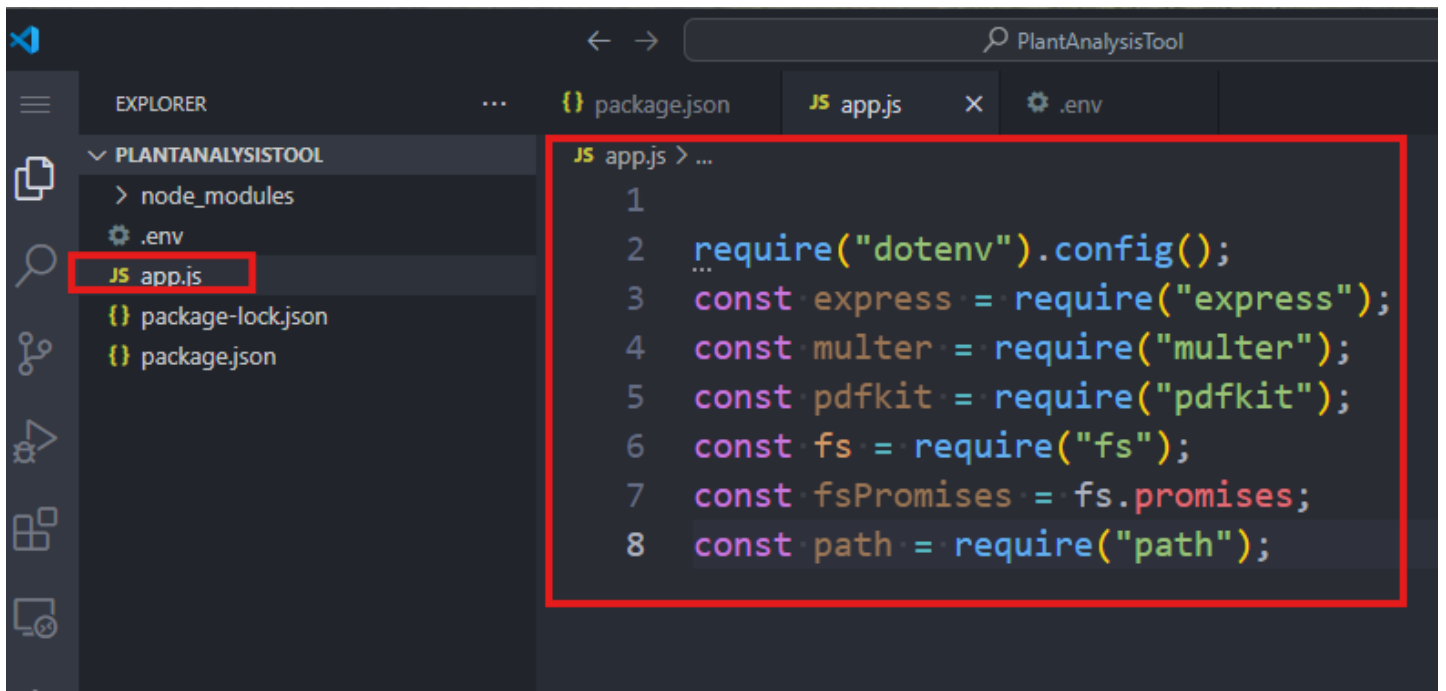 PlantAnalysisTool
EXPLORER
···
{} package.json
JS app.js
.env
PLANTANALYSISTOOL
node_modules
.env
JS app.js
{} package-lock.json
{} package.json
JS app.js > ...
1
2 require("dotenv").config();
3 const express = require("express");
4 const multer = require("multer");
5 const pdfkit = require("pdfkit");
6 const fs = require("fs");
7 const fsPromises = fs.promises;
8 const path = require("path");